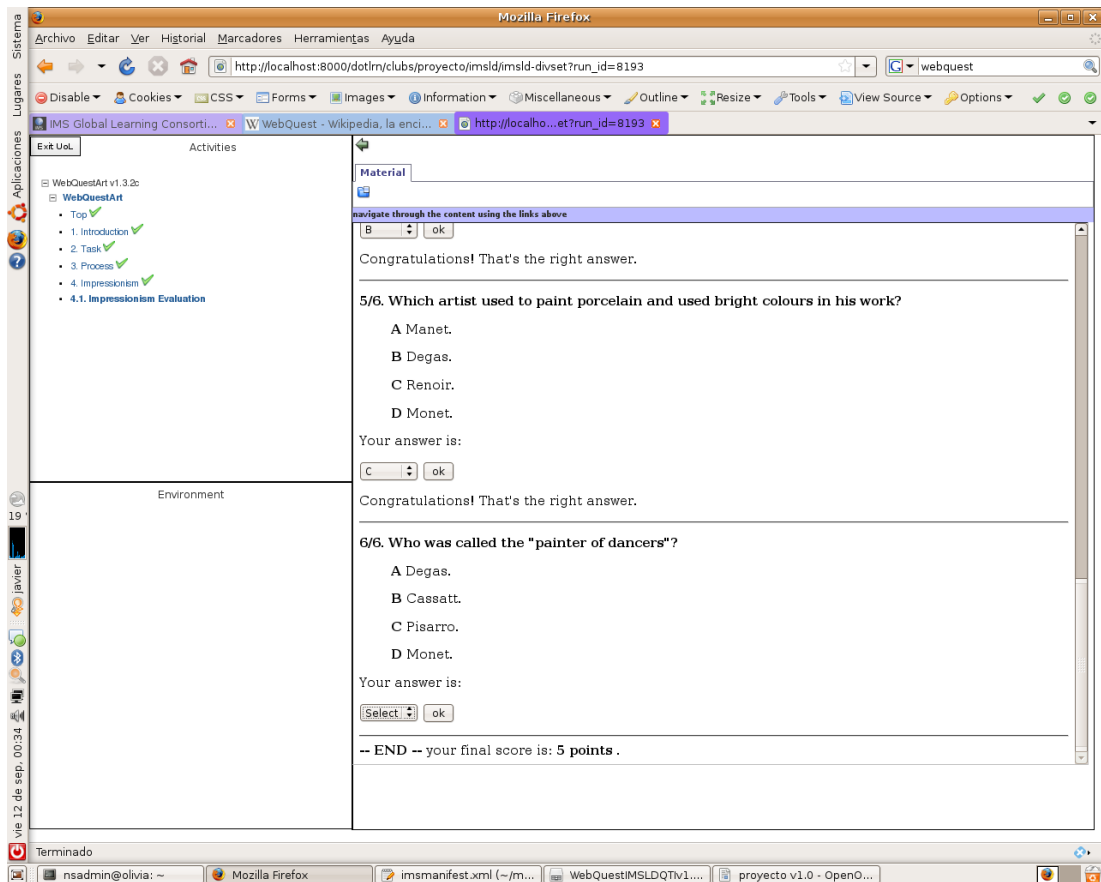 Mozilla Firefox
Archivo Editar Ver Historial Marcadores Herramientas Ayuda
http://localhost:8000/dotlrn/clubs/proyecto/imsld/imsld-divset?run_id=8193
G webquest
Disable Cookies CSS Forms Images Information Miscellaneous Outline Resize Tools View Source Options
IMS Global Learning Consorti... W WebQuest - Wikipedia, la enci... http://localho...et?run_id=8193
Exit UoL
Activities
WebQuestArt v1.3.2c
WebQuestArt
Top
1. Introduction
2. Task
3. Process
4. Impressionism
4.1. Impressionism Evaluation
Environment
Material
navigate through the content using the links above
B ok
Congratulations! That's the right answer.
5/6. Which artist used to paint porcelain and used bright colours in his work?
A Manet.
B Degas.
C Renoir.
D Monet.
Your answer is:
C ok
Congratulations! That's the right answer.
6/6. Who was called the "painter of dancers"?
A Degas.
B Cassatt.
C Pisarro.
D Monet.
Your answer is:
Select ok
-- END -- your final score is: 5 points .
Terminado
Aplicaciones Lugares Sistema
javier
19 °
vie 12 de sep, 00:34
nsadmin@olivia: ~
Mozilla Firefox
imsmanifest.xml (~/m...
WebQuestIMSLDQTIv1....
proyecto v1.0 - OpenO...